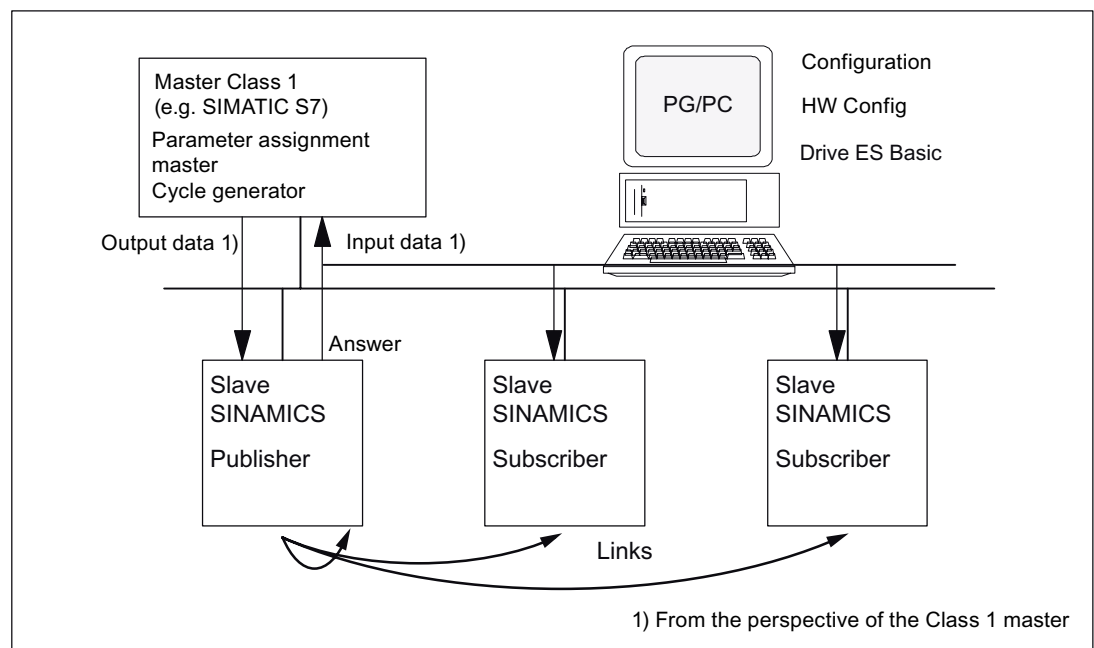 Master Class 1
(e.g. SIMATIC S7)
Parameter assignment
master
Cycle generator
PG/PC
Configuration
HW Config
Drive ES Basic
Output data 1)
Input data 1)
Answer
Slave
SINAMICS
Publisher
Slave
SINAMICS
Subscriber
Slave
SINAMICS
Subscriber
Links
1) From the perspective of the Class 1 master